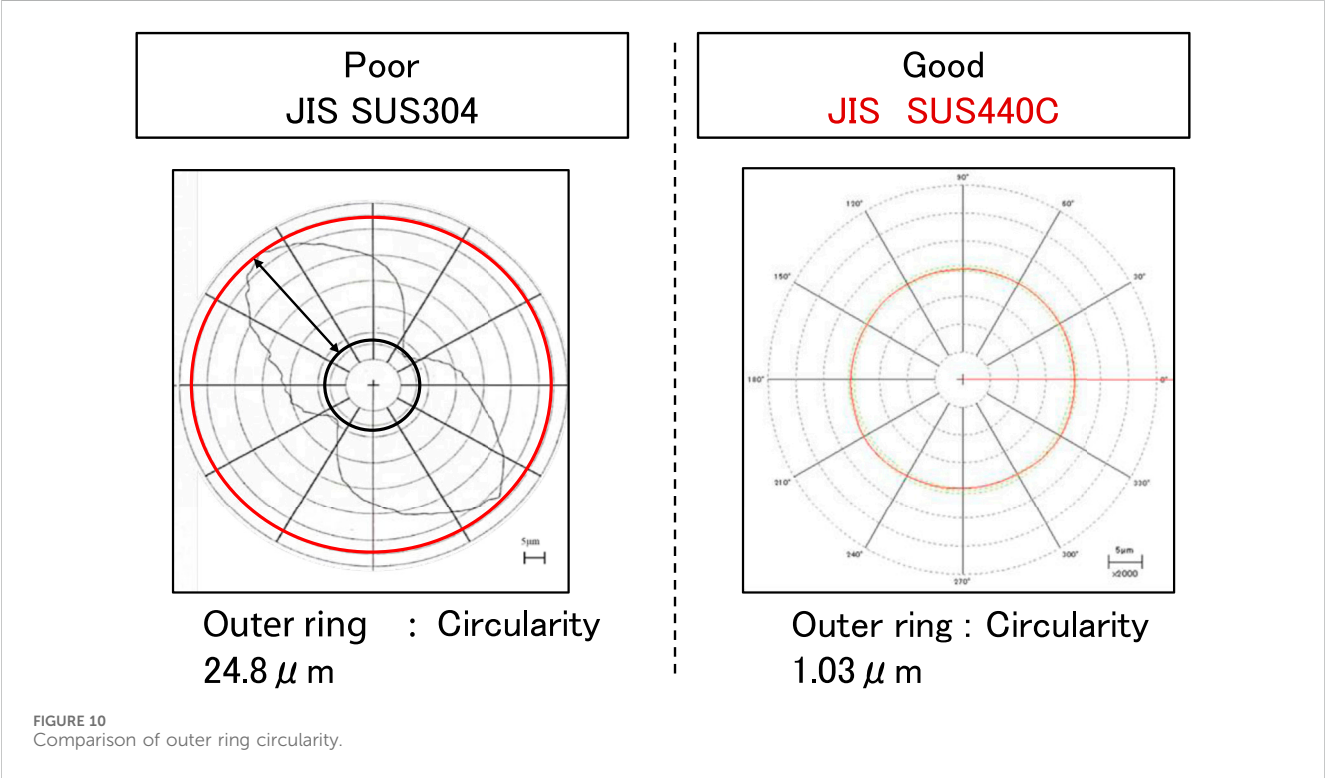 Poor
JIS SUS304
Good
JIS SUS440C
5μm
90°
120°
60°
150°
30°
180°
0°
210°
330°
240°
300°
270°
5μm
x2000
Outer ring : Circularity
24.8 μ m
Outer ring : Circularity
1.03 μ m
FIGURE 10
Comparison of outer ring circularity.